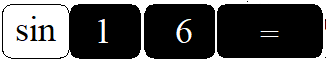 sin 1 6 =